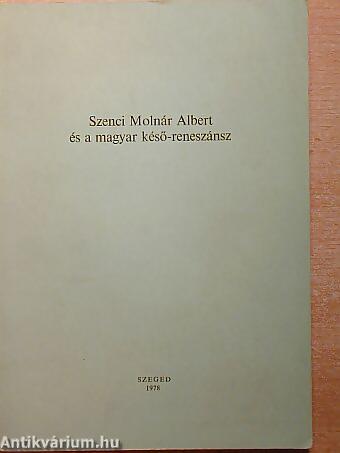 Szenci Molnár Albert
és a magyar késő-reneszánsz
SZEGED
1978
Antikvárium.hu